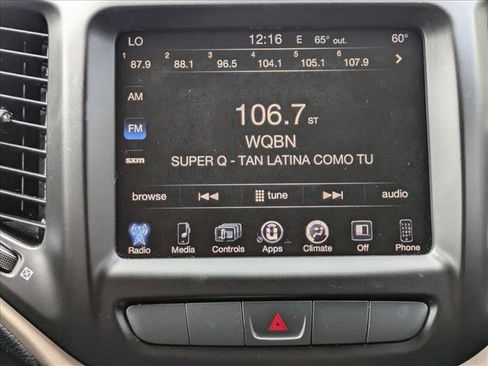 LO 12:16 E 65° out. 60°
1 87.9 2 88.1 3 96.5 4 104.1 5 105.1 6 107.9
AM
FM
sxm
106.7 ST
WQBN
SUPER Q - TAN LATINA COMO TU
browse tune audio
Radio Media Controls Apps Climate Off Phone